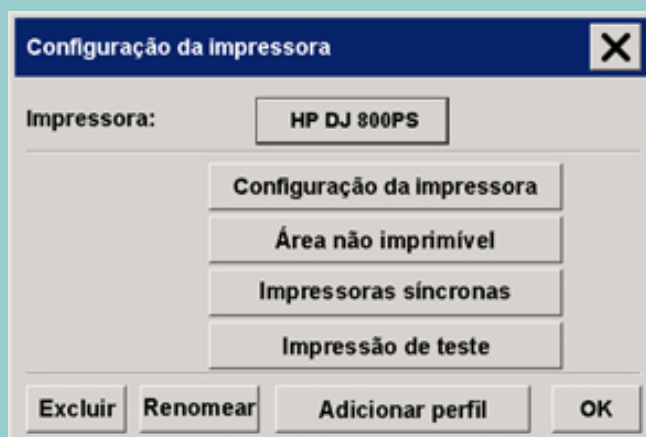 Configuração da impressora
Impressora: HP DJ 800PS
Configuração da impressora
Área não imprimível
Impressoras síncronas
Impressão de teste
Excluir Renomear Adicionar perfil OK